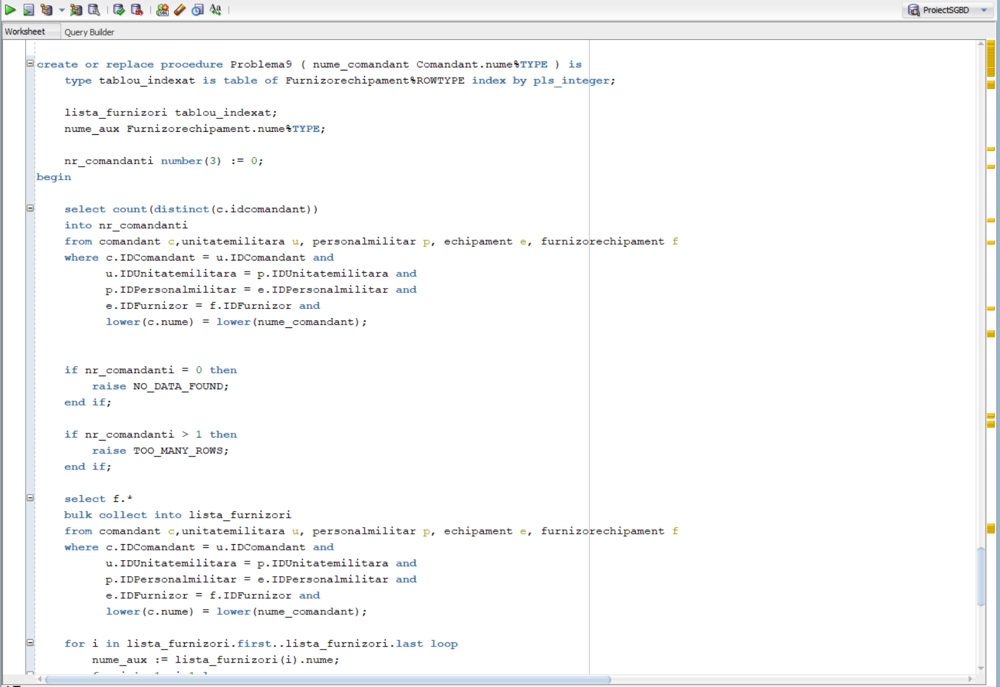 ProiectSGBD
Worksheet Query Builder
create or replace procedure Problema9 ( nume_comandant Comandant.nume%TYPE ) is
type tablou_indexat is table of Furnizorechipament%ROWTYPE index by pls_integer;
lista_furnizori tablou_indexat;
nume_aux Furnizorechipament.nume%TYPE;
nr_comandanti number(3) := 0;
begin
select count(distinct(c.idcomandant))
into nr_comandanti
from comandant c,unitatemilitara u, personalmilitar p, echipament e, furnizorechipament f
where c.IDComandant = u.IDComandant and
u.IDUnitatemilitara = p.IDUnitatemilitara and
p.IDPersonalmilitar = e.IDPersonalmilitar and
e.IDFurnizor = f.IDFurnizor and
lower(c.nume) = lower(nume_comandant);
if nr_comandanti = 0 then
raise NO_DATA_FOUND;
end if;
if nr_comandanti > 1 then
raise TOO_MANY_ROWS;
end if;
select f.*
bulk collect into lista_furnizori
from comandant c,unitatemilitara u, personalmilitar p, echipament e, furnizorechipament f
where c.IDComandant = u.IDComandant and
u.IDUnitatemilitara = p.IDUnitatemilitara and
p.IDPersonalmilitar = e.IDPersonalmilitar and
e.IDFurnizor = f.IDFurnizor and
lower(c.nume) = lower(nume_comandant);
for i in lista_furnizori.first..lista_furnizori.last loop
nume_aux := lista_furnizori(i).nume;